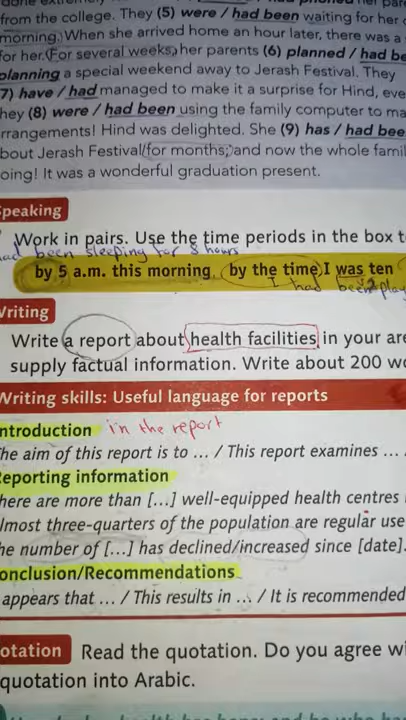 from the college. They (5) were / had been waiting for her
morning. When she arrived home an hour later, there was a
for her. For several weeks, her parents (6) planned / had be
planning a special weekend away to Jerash Festival. They
7) have / had managed to make it a surprise for Hind, eve
hey (8) were / had been using the family computer to ma
rrangements! Hind was delighted. She (9) has / had bee
bout Jerash Festival for months, and now the whole famil
oing! It was a wonderful graduation present.
Speaking
Work in pairs. Use the time periods in the box t
had been sleeping for 8 hours
by 5 a.m. this morning by the time I was ten
I had been play
Writing
Write a report about health facilities in your are
supply factual information. Write about 200 wo
Writing skills: Useful language for reports
ntroduction in the report
he aim of this report is to ... / This report examines ...
Reporting information
here are more than [...] well-equipped health centres
lmost three-quarters of the population are regular use
he number of [...] has declined/increased since [date].
onclusion/Recommendations
appears that ... / This results in ... / It is recommended
otation Read the quotation. Do you agree wi
quotation into Arabic.